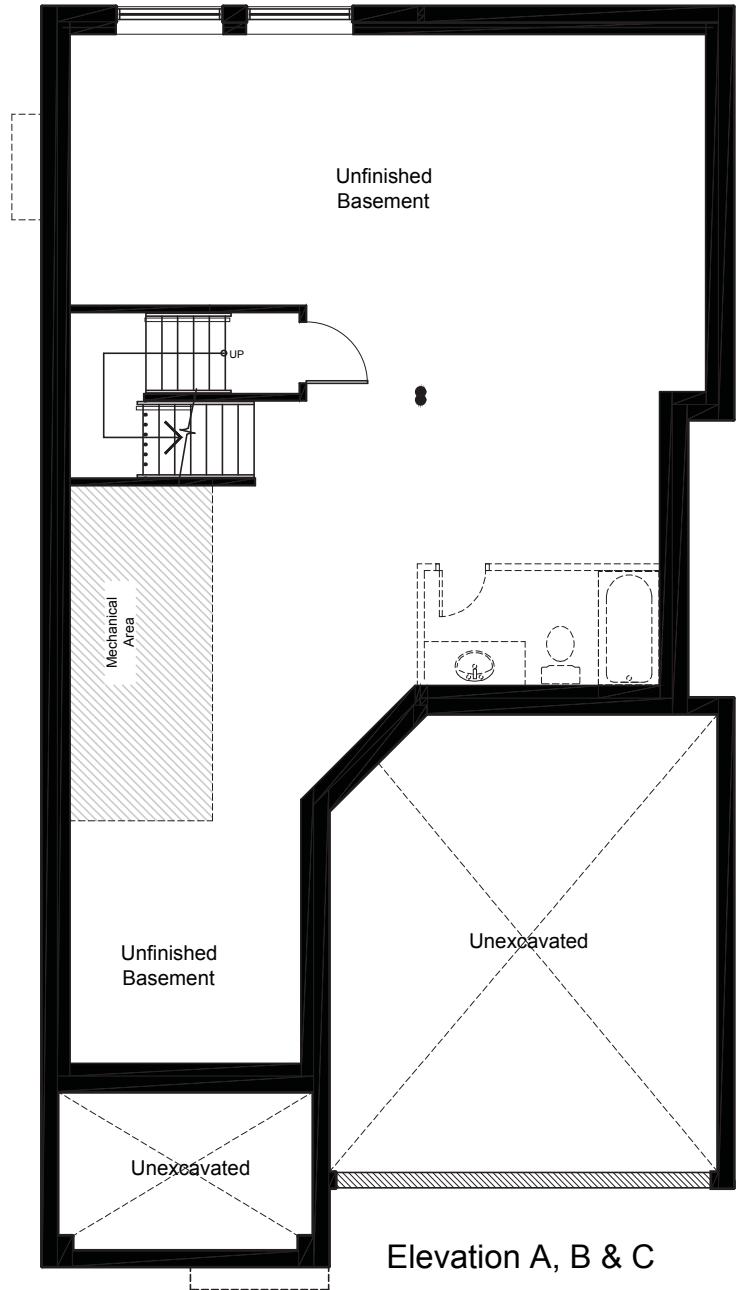 Unfinished
Basement
UP
Mechanical
Area
Unfinished
Basement
Unexcavated
Unexcavated
Elevation A, B & C